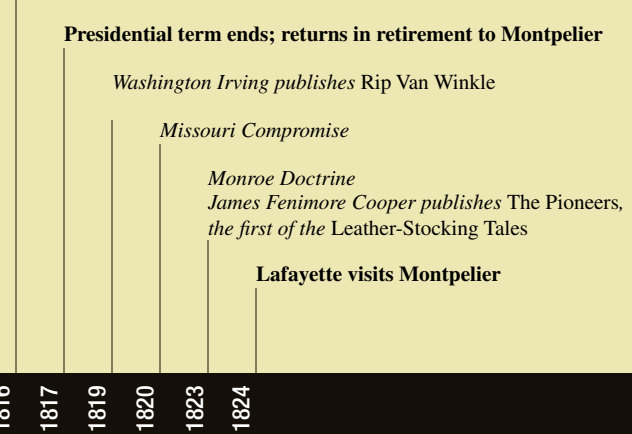 Presidential term ends; returns in retirement to Montpelier
Washington Irving publishes Rip Van Winkle
Missouri Compromise
Monroe Doctrine
James Fenimore Cooper publishes The Pioneers,
the first of the Leather-Stocking Tales
Lafayette visits Montpelier
1816
1817
1819
1820
1823
1824